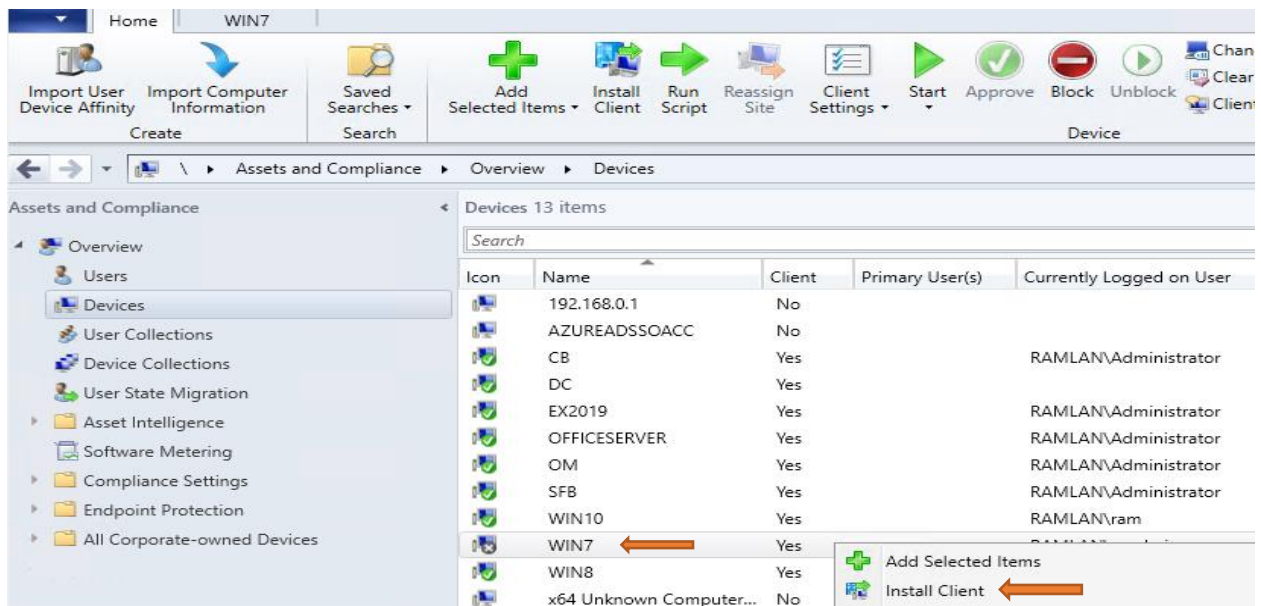 Home WIN7
Import User Device Affinity
Import Computer Information
Saved Searches
Add Selected Items
Install Client
Run Script
Reassign Site
Client Settings
Start
Approve
Block
Unblock
Chan
Clear
Client
Create Search Device
\ Assets and Compliance Overview Devices
Assets and Compliance
Overview
Users
Devices
User Collections
Device Collections
User State Migration
Asset Intelligence
Software Metering
Compliance Settings
Endpoint Protection
All Corporate-owned Devices
Devices 13 items
Search
Icon Name Client Primary User(s) Currently Logged on User
192.168.0.1 No
AZUREADSSOACC No
CB Yes RAMLAN\Administrator
DC Yes
EX2019 Yes RAMLAN\Administrator
OFFICESERVER Yes RAMLAN\Administrator
OM Yes RAMLAN\Administrator
SFB Yes RAMLAN\Administrator
WIN10 Yes RAMLAN\ram
WIN7 Yes
WIN8 Yes
x64 Unknown Computer... No
Add Selected Items
Install Client